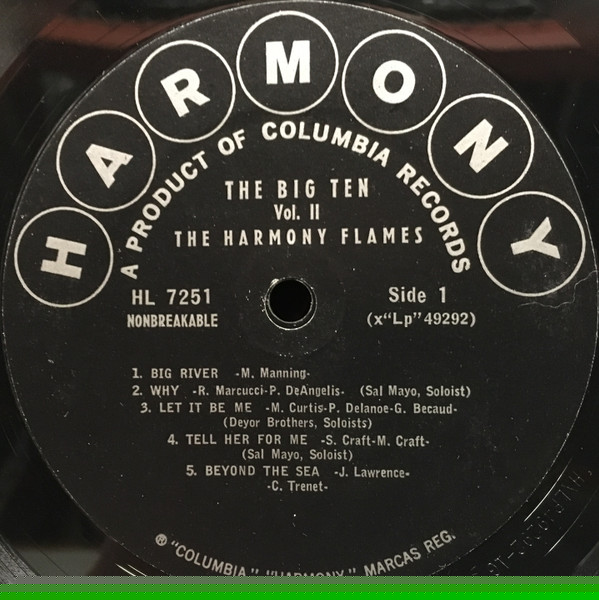 HARMONY
A PRODUCT OF COLUMBIA RECORDS
THE BIG TEN
Vol. II
THE HARMONY FLAMES
HL 7251 Side 1
NONBREAKABLE (x"Lp"49292)
1. BIG RIVER -M. Manning-
2. WHY -R. Marcucci-P. DeAngelis- (Sal Mayo, Soloist)
3. LET IT BE ME -M. Curtis-P. Delanoe-G. Becaud-
(Deyor Brothers, Soloists)
4. TELL HER FOR ME -S. Craft-M. Craft-
(Sal Mayo, Soloist)
5. BEYOND THE SEA -J. Lawrence-
-C. Trenet-
® "COLUMBIA," "HARMONY," MARCAS REG.